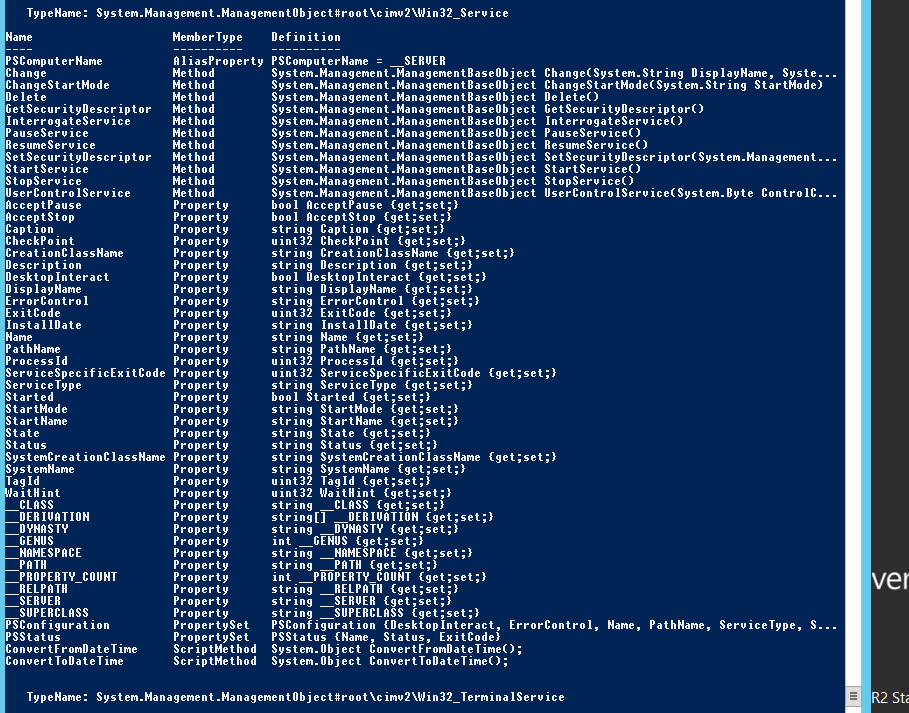 TypeName: System.Management.ManagementObject#root\cimv2\Win32_Service
Name MemberType Definition
---- ---------- ----------
PSComputerName AliasProperty PSComputerName = __SERVER
Change Method System.Management.ManagementBaseObject Change(System.String DisplayName, Syste...
ChangeStartMode Method System.Management.ManagementBaseObject ChangeStartMode(System.String StartMode)
Delete Method System.Management.ManagementBaseObject Delete()
GetSecurityDescriptor Method System.Management.ManagementBaseObject GetSecurityDescriptor()
InterrogateService Method System.Management.ManagementBaseObject InterrogateService()
PauseService Method System.Management.ManagementBaseObject PauseService()
ResumeService Method System.Management.ManagementBaseObject ResumeService()
SetSecurityDescriptor Method System.Management.ManagementBaseObject SetSecurityDescriptor(System.Management...
StartService Method System.Management.ManagementBaseObject StartService()
StopService Method System.Management.ManagementBaseObject StopService()
UserControlService Method System.Management.ManagementBaseObject UserControlService(System.Byte ControlC...
AcceptPause Property bool AcceptPause {get;set;}
AcceptStop Property bool AcceptStop {get;set;}
Caption Property string Caption {get;set;}
CheckPoint Property uint32 CheckPoint {get;set;}
CreationClassName Property string CreationClassName {get;set;}
Description Property string Description {get;set;}
DesktopInteract Property bool DesktopInteract {get;set;}
DisplayName Property string DisplayName {get;set;}
ErrorControl Property string ErrorControl {get;set;}
ExitCode Property uint32 ExitCode {get;set;}
InstallDate Property string InstallDate {get;set;}
Name Property string Name {get;set;}
PathName Property string PathName {get;set;}
ProcessId Property uint32 ProcessId {get;set;}
ServiceSpecificExitCode Property uint32 ServiceSpecificExitCode {get;set;}
ServiceType Property string ServiceType {get;set;}
Started Property bool Started {get;set;}
StartMode Property string StartMode {get;set;}
StartName Property string StartName {get;set;}
State Property string State {get;set;}
Status Property string Status {get;set;}
SystemCreationClassName Property string SystemCreationClassName {get;set;}
SystemName Property string SystemName {get;set;}
TagId Property uint32 TagId {get;set;}
WaitHint Property uint32 WaitHint {get;set;}
__CLASS Property string __CLASS {get;set;}
__DERIVATION Property string[] __DERIVATION {get;set;}
__DYNASTY Property string __DYNASTY {get;set;}
__GENUS Property int __GENUS {get;set;}
__NAMESPACE Property string __NAMESPACE {get;set;}
__PATH Property string __PATH {get;set;}
__PROPERTY_COUNT Property int __PROPERTY_COUNT {get;set;}
__RELPATH Property string __RELPATH {get;set;}
__SERVER Property string __SERVER {get;set;}
__SUPERCLASS Property string __SUPERCLASS {get;set;}
PSConfiguration PropertySet PSConfiguration {DesktopInteract, ErrorControl, Name, PathName, ServiceType, S...
PSStatus PropertySet PSStatus {Name, Status, ExitCode}
ConvertFromDateTime ScriptMethod System.Object ConvertFromDateTime();
ConvertToDateTime ScriptMethod System.Object ConvertToDateTime();
TypeName: System.Management.ManagementObject#root\cimv2\Win32_TerminalService
ver
R2 Sta